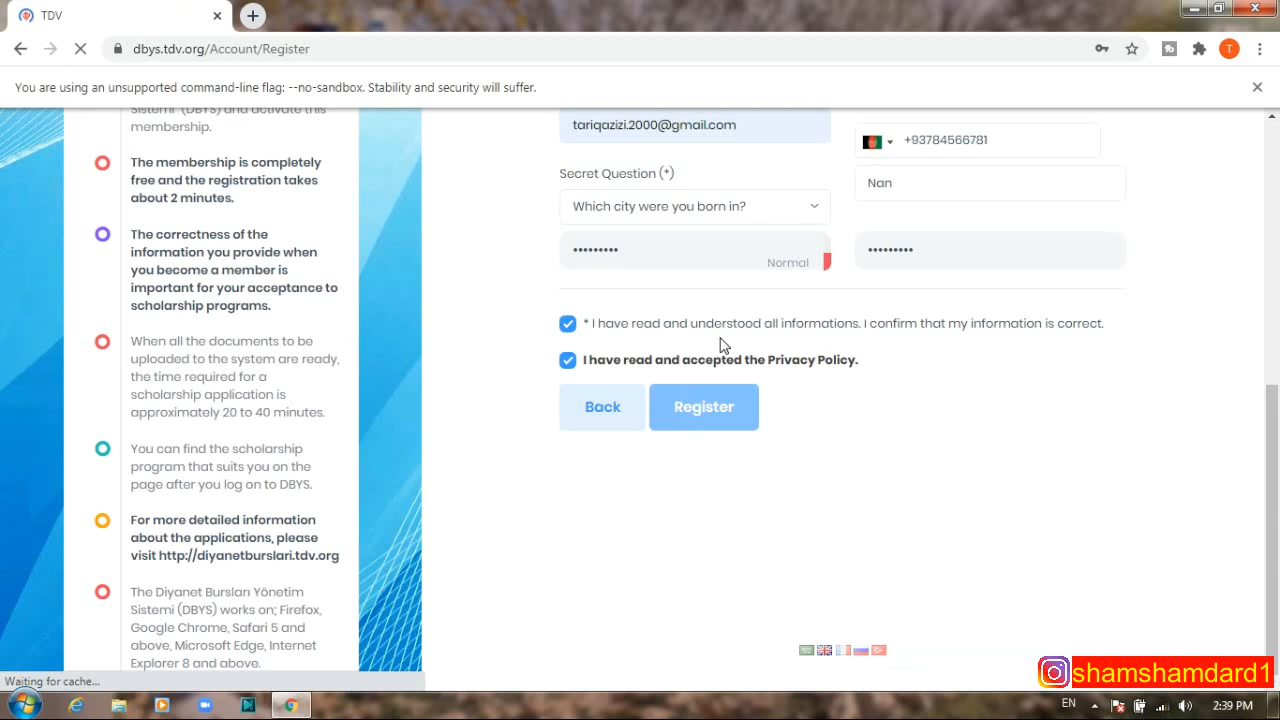 TDV
dbys.tdv.org/Account/Register
T
You are using an unsupported command-line flag: --no-sandbox. Stability and security will suffer.
Sistemi" (DBYS) and activate this
membership.
The membership is completely
free and the registration takes
about 2 minutes.
The correctness of the
information you provide when
you become a member is
important for your acceptance to
scholarship programs.
When all the documents to be
uploaded to the system are ready,
the time required for a
scholarship application is
approximately 20 to 40 minutes.
You can find the scholarship
program that suits you on the
page after you log on to DBYS.
For more detailed information
about the applications, please
visit http://diyanetburslari.tdv.org
The Diyanet Bursları Yönetim
Sistemi (DBYS) works on; Firefox,
Google Chrome, Safari 5 and
above, Microsoft Edge, Internet
Explorer 8 and above.
tariqazizi.2000@gmail.com
+93784566781
Secret Question (*)
Which city were you born in?
Nan
•••••••••
Normal
•••••••••
* I have read and understood all informations. I confirm that my information is correct.
I have read and accepted the Privacy Policy.
Back
Register
Waiting for cache...
shamshamdard1
EN
2:39 PM